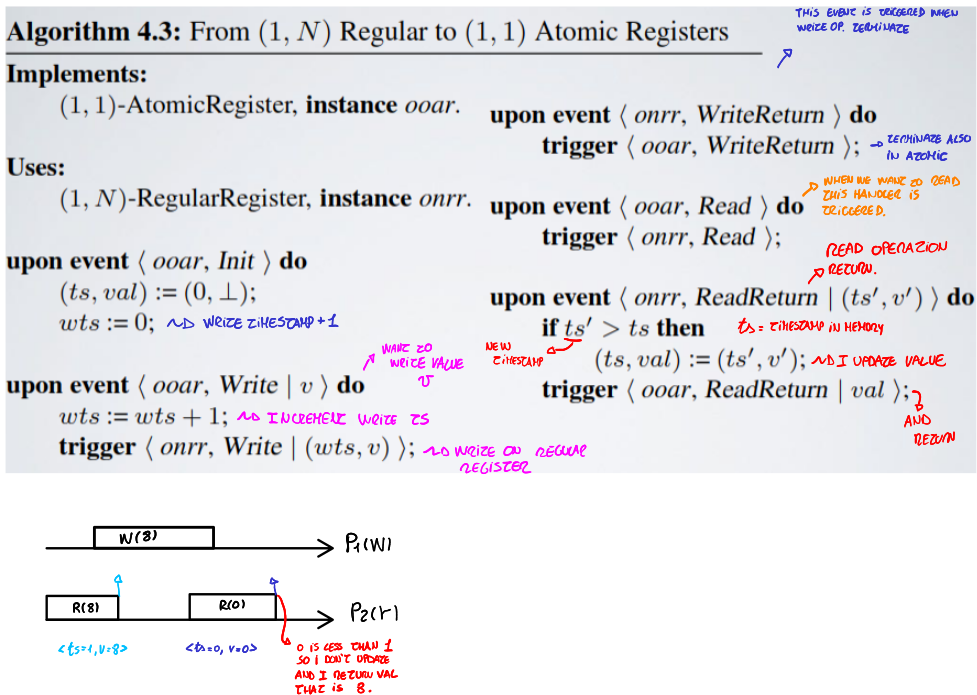 THIS EVENT IS TRIGGERED WHEN
WRITE OP. TERMINATE
Algorithm 4.3: From (1, N) Regular to (1, 1) Atomic Registers
Implements:
(1, 1)-AtomicRegister, instance ooar.
Uses:
(1, N)-RegularRegister, instance onrr.
upon event ⟨ ooar, Init ⟩ do
(ts, val) := (0, ⊥);
wts := 0; ~> WRITE TIMESTAMP + 1
WANT TO
WRITE VALUE
v
upon event ⟨ ooar, Write | v ⟩ do
wts := wts + 1; ~> INCREMENT WRITE TS
trigger ⟨ onrr, Write | (wts, v) ⟩; ~> WRITE ON REGULAR
REGISTER
upon event ⟨ onrr, WriteReturn ⟩ do
trigger ⟨ ooar, WriteReturn ⟩; → TERMINATE ALSO
IN ATOMIC
WHEN WE WANT TO READ
THIS HANDLER IS
TRIGGERED.
upon event ⟨ ooar, Read ⟩ do
trigger ⟨ onrr, Read ⟩;
READ OPERATION
RETURN.
upon event ⟨ onrr, ReadReturn | (ts′, v′) ⟩ do
if ts′ > ts then ts = TIMESTAMP IN MEMORY
NEW
TIMESTAMP
(ts, val) := (ts′, v′); ~> I UPDATE VALUE
trigger ⟨ ooar, ReadReturn | val ⟩;
AND
RETURN
W(8) P1(W)
R(8) R(0) P2(r)
<ts=1, v=8> <ts=0, v=0>
0 IS LESS THAN 1
SO I DON'T UPDATE
AND I RETURN VAL
THAT IS 8.